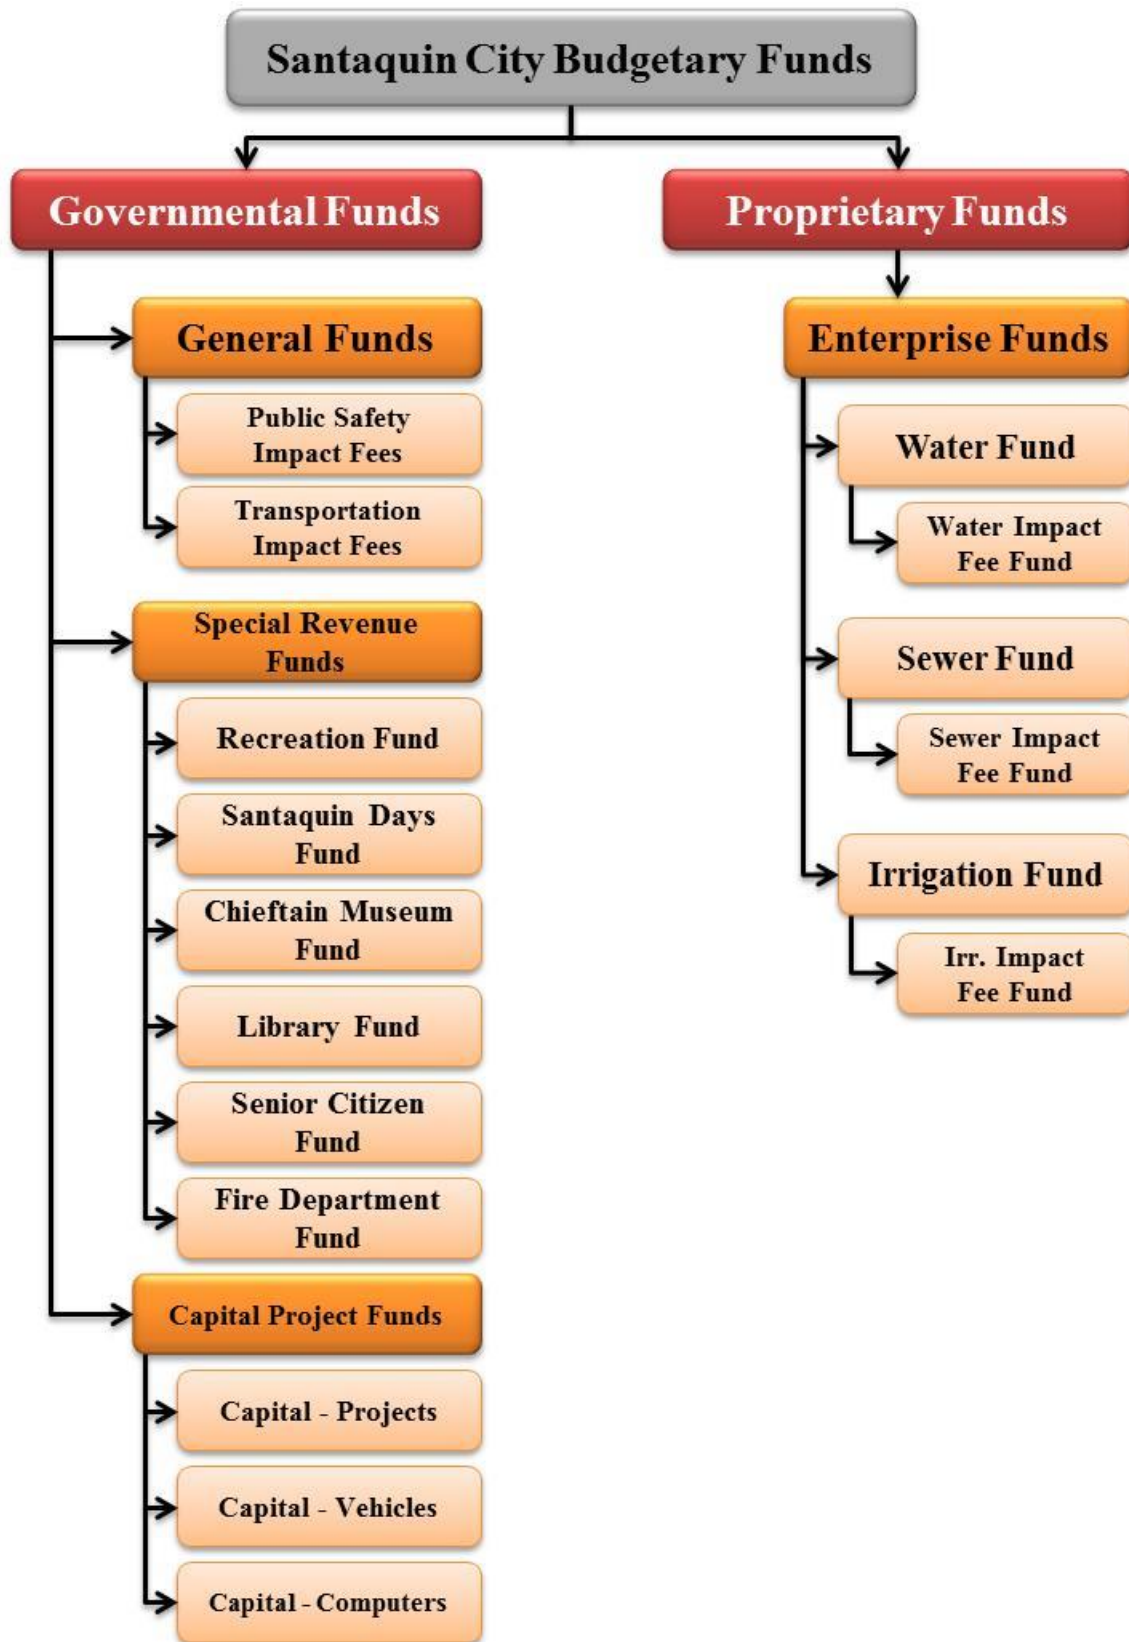 Santaquin City Budgetary Funds
Governmental Funds
General Funds
Public Safety
Impact Fees
Transportation
Impact Fees
Special Revenue
Funds
Recreation Fund
Santaquin Days
Fund
Chieftain Museum
Fund
Library Fund
Senior Citizen
Fund
Fire Department
Fund
Capital Project Funds
Capital - Projects
Capital - Vehicles
Capital - Computers
Proprietary Funds
Enterprise Funds
Water Fund
Water Impact
Fee Fund
Sewer Fund
Sewer Impact
Fee Fund
Irrigation Fund
Irr. Impact
Fee Fund